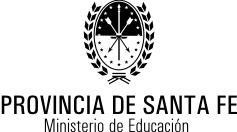 PROVINCIA DE SANTA FE
Ministerio de Educación